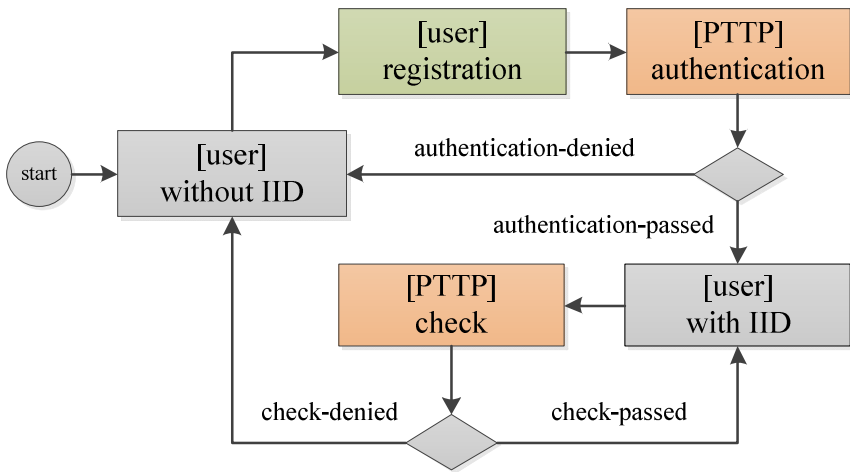 [user]
registration
[PTTP]
authentication
start
[user]
without IID
authentication-denied
authentication-passed
[PTTP]
check
[user]
with IID
check-denied
check-passed